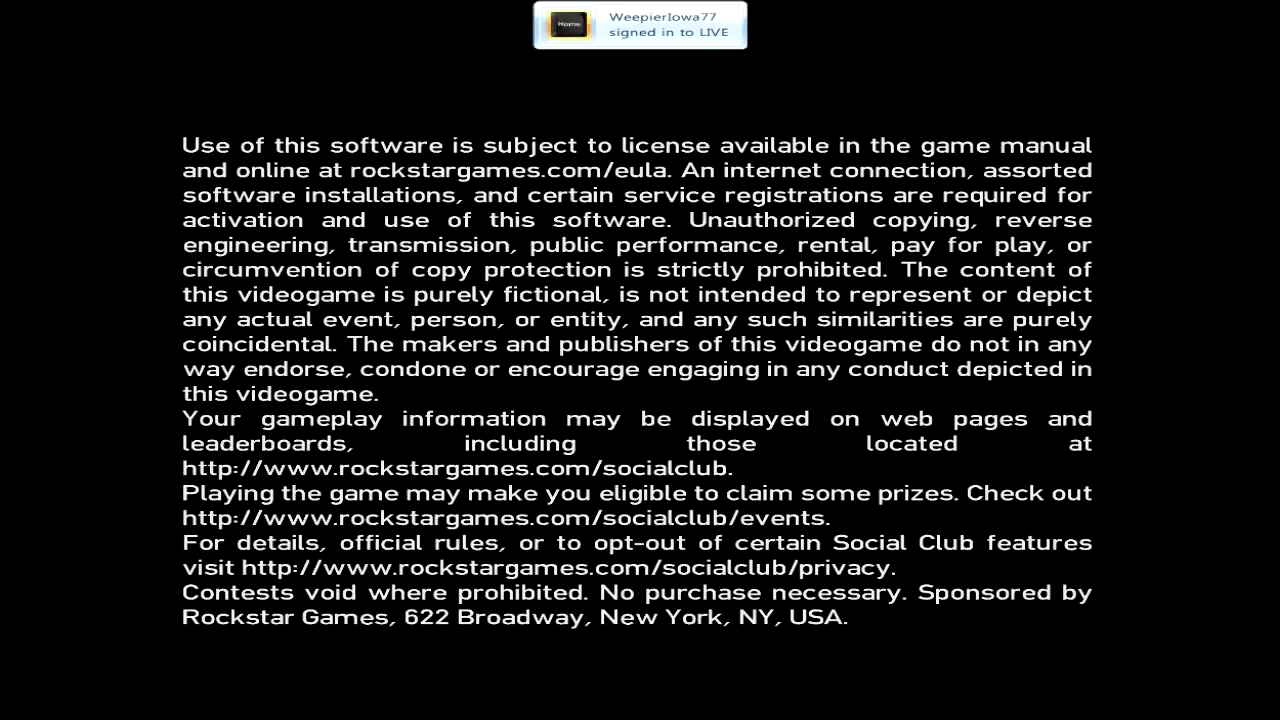 Home
WeepierIowa77
signed in to LIVE
Use of this software is subject to license available in the game manual
and online at rockstargames.com/eula. An internet connection, assorted
software installations, and certain service registrations are required for
activation and use of this software. Unauthorized copying, reverse
engineering, transmission, public performance, rental, pay for play, or
circumvention of copy protection is strictly prohibited. The content of
this videogame is purely fictional, is not intended to represent or depict
any actual event, person, or entity, and any such similarities are purely
coincidental. The makers and publishers of this videogame do not in any
way endorse, condone or encourage engaging in any conduct depicted in
this videogame.
Your gameplay information may be displayed on web pages and
leaderboards, including those located at
http://www.rockstargames.com/socialclub.
Playing the game may make you eligible to claim some prizes. Check out
http://www.rockstargames.com/socialclub/events.
For details, official rules, or to opt-out of certain Social Club features
visit http://www.rockstargames.com/socialclub/privacy.
Contests void where prohibited. No purchase necessary. Sponsored by
Rockstar Games, 622 Broadway, New York, NY, USA.